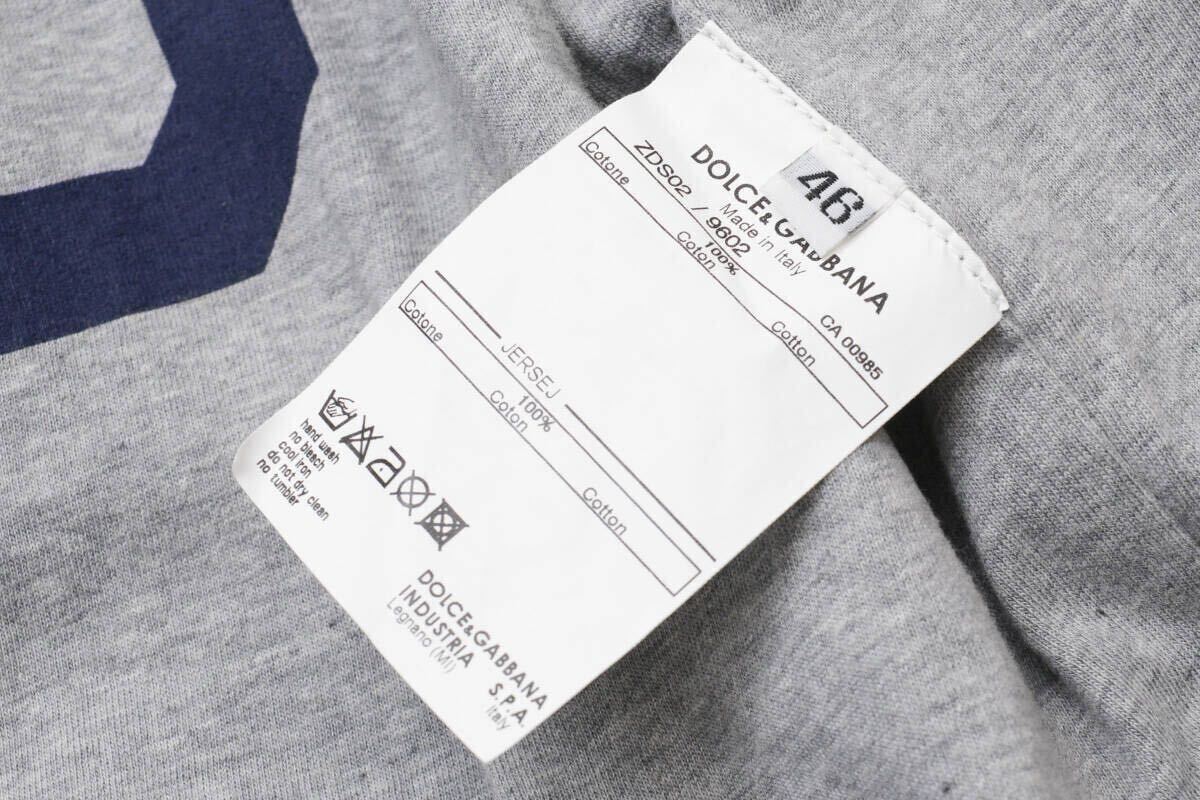 46
DOLCE&GABBANA
Made in Italy
ZDS02 / 9602 CA 00985
100%
Cotone Coton Cotton
JERSEJ
100%
Cotone Coton Cotton
hand wash
no bleach
cool iron
do not dry clean
no tumbler
DOLCE&GABBANA
INDUSTRIA S.P.A.
Legnano (MI) Italy